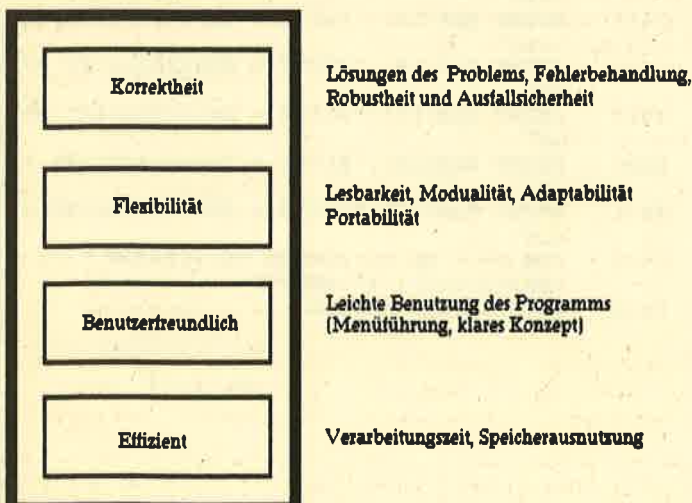 Korrektheit
Lösungen des Problems, Fehlerbehandlung,
Robustheit und Ausfallsicherheit
Flexibilität
Lesbarkeit, Modualität, Adaptabilität
Portabilität
Benutzerfreundlich
Leichte Benutzung des Programms
(Menüführung, klares Konzept)
Effizient
Verarbeitungszeit, Speicherausnutzung